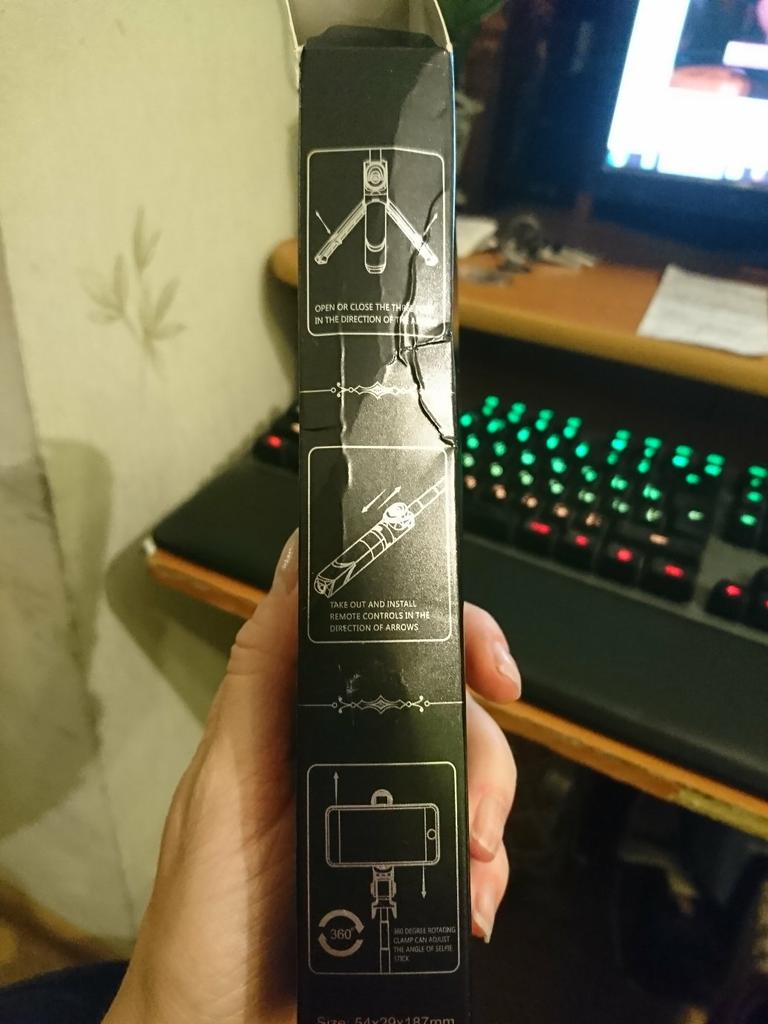 OPEN OR CLOSE THE
IN THE DIRECTION OF
TAKE OUT AND INSTALL
REMOTE CONTROLS IN THE
DIRECTION OF ARROWS
360°
360 DEGREE ROTATING
CLAMP CAN ADJUST
THE ANGLE OF SELFIE
STICK
Size: 54x29x187mm